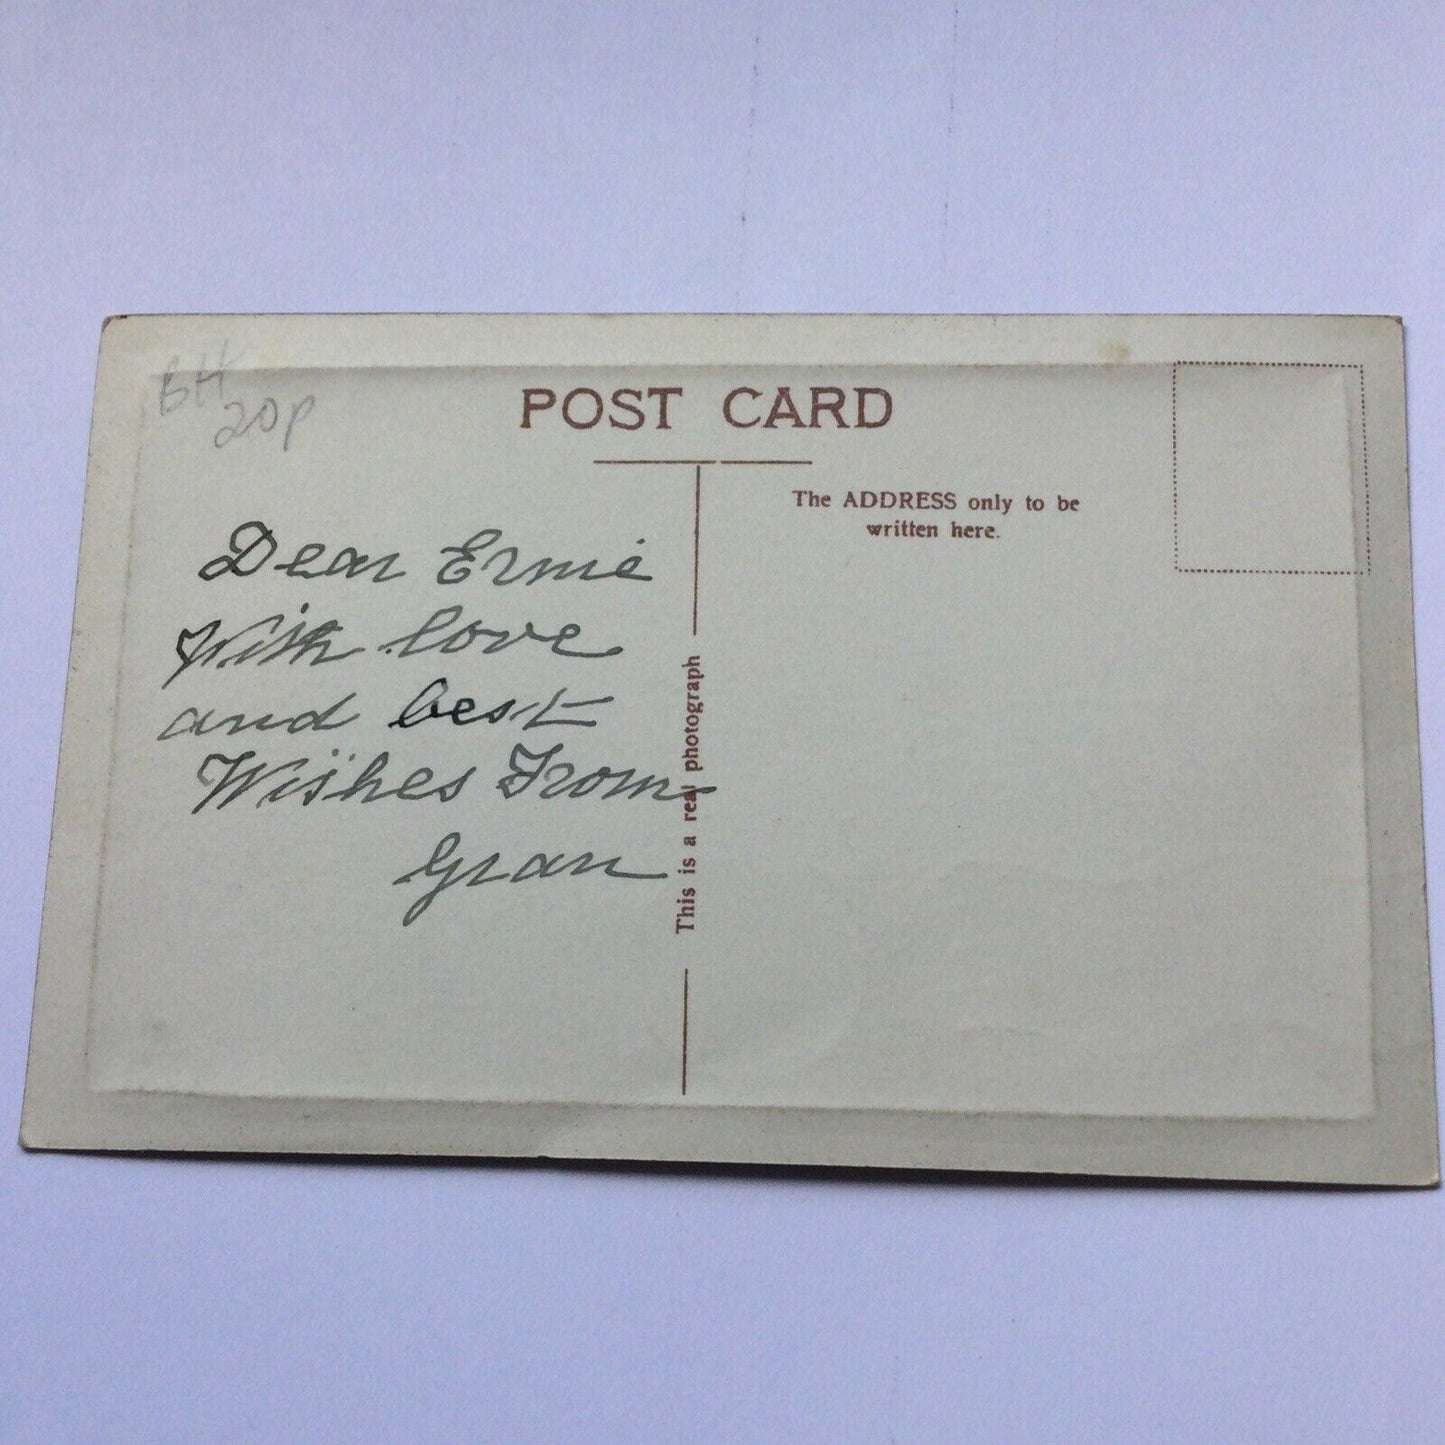 BH
20p
POST CARD
The ADDRESS only to be
written here.
Dear Ernie
With love
and best
Wishes From
Gran
This is a real photograph